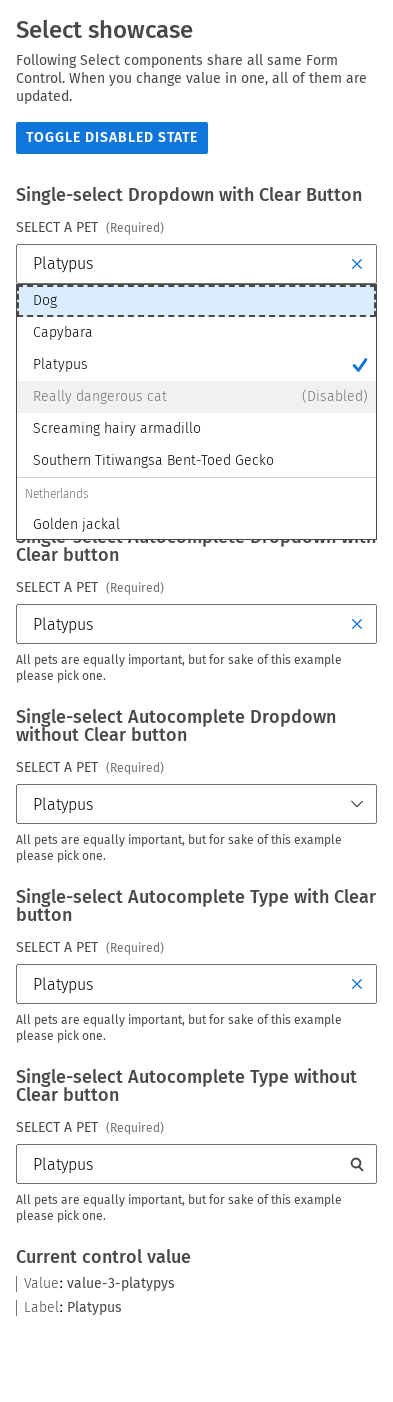 Select showcase
Following Select components share all same Form
Control. When you change value in one, all of them are
updated.
TOGGLE DISABLED STATE
Single-select Dropdown with Clear Button
SELECT A PET (Required)
Platypus
Dog
Capybara
Platypus
Really dangerous cat (Disabled)
Screaming hairy armadillo
Southern Titiwangsa Bent-Toed Gecko
Netherlands
Golden jackal
Single-select Autocomplete Dropdown with
Clear button
SELECT A PET (Required)
Platypus
All pets are equally important, but for sake of this example
please pick one.
Single-select Autocomplete Dropdown
without Clear button
SELECT A PET (Required)
Platypus
All pets are equally important, but for sake of this example
please pick one.
Single-select Autocomplete Type with Clear
button
SELECT A PET (Required)
Platypus
All pets are equally important, but for sake of this example
please pick one.
Single-select Autocomplete Type without
Clear button
SELECT A PET (Required)
Platypus
All pets are equally important, but for sake of this example
please pick one.
Current control value
Value: value-3-platypys
Label: Platypus